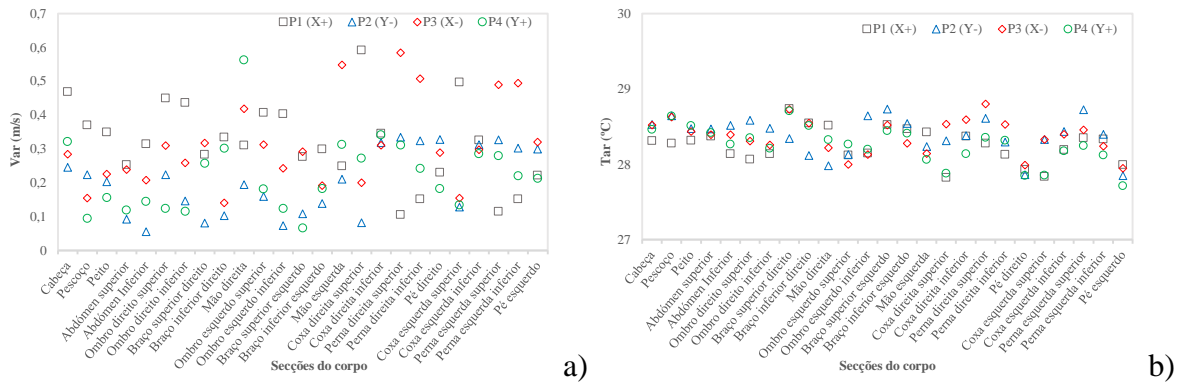 0,7
P1 (X+) P2 (Y-) P3 (X-) P4 (Y+)
0,6
0,5
0,4
0,3
0,2
0,1
0
Var (m/s)
Cabeça
Pescoço
Peito
Abdómen superior
Abdómen Inferior
Ombro direito superior
Ombro direito inferior
Braço superior direito
Braço inferior direito
Mão direita
Ombro esquerdo superior
Ombro esquerdo inferior
Braço superior esquerdo
Braço inferior esquerdo
Mão esquerda
Coxa direita superior
Coxa direita inferior
Perna direita superior
Perna direita inferior
Pé direito
Coxa esquerda superior
Coxa esquerda inferior
Perna esquerda superior
Perna esquerda inferior
Pé esquerdo
Secções do corpo
a)
30
P1 (X+) P2 (Y-) P3 (X-) P4 (Y+)
29
28
27
Tar (ºC)
Cabeça
Pescoço
Peito
Abdómen superior
Abdómen Inferior
Ombro direito superior
Ombro direito inferior
Braço superior direito
Braço inferior direito
Mão direita
Ombro esquerdo superior
Ombro esquerdo inferior
Braço superior esquerdo
Braço inferior esquerdo
Mão esquerda
Coxa direita superior
Coxa direita inferior
Perna direita superior
Perna direita inferior
Pé direito
Coxa esquerda superior
Coxa esquerda inferior
Perna esquerda superior
Perna esquerda inferior
Pé esquerdo
Secções do corpo
b)